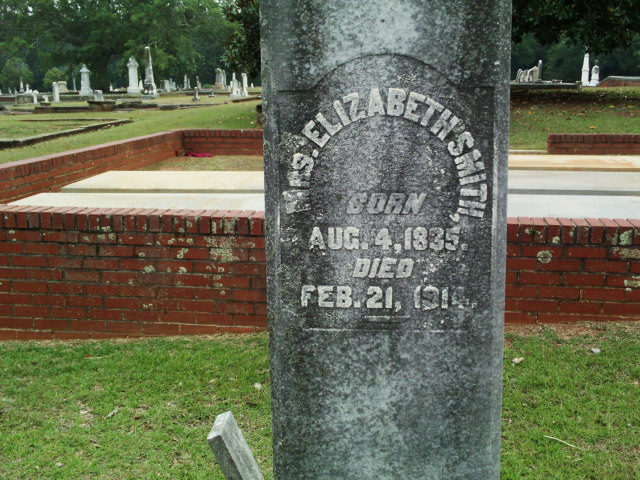 MRS. ELIZABETH SMITH,
BORN
AUG. 4, 1835.
DIED
FEB. 21, 1914.